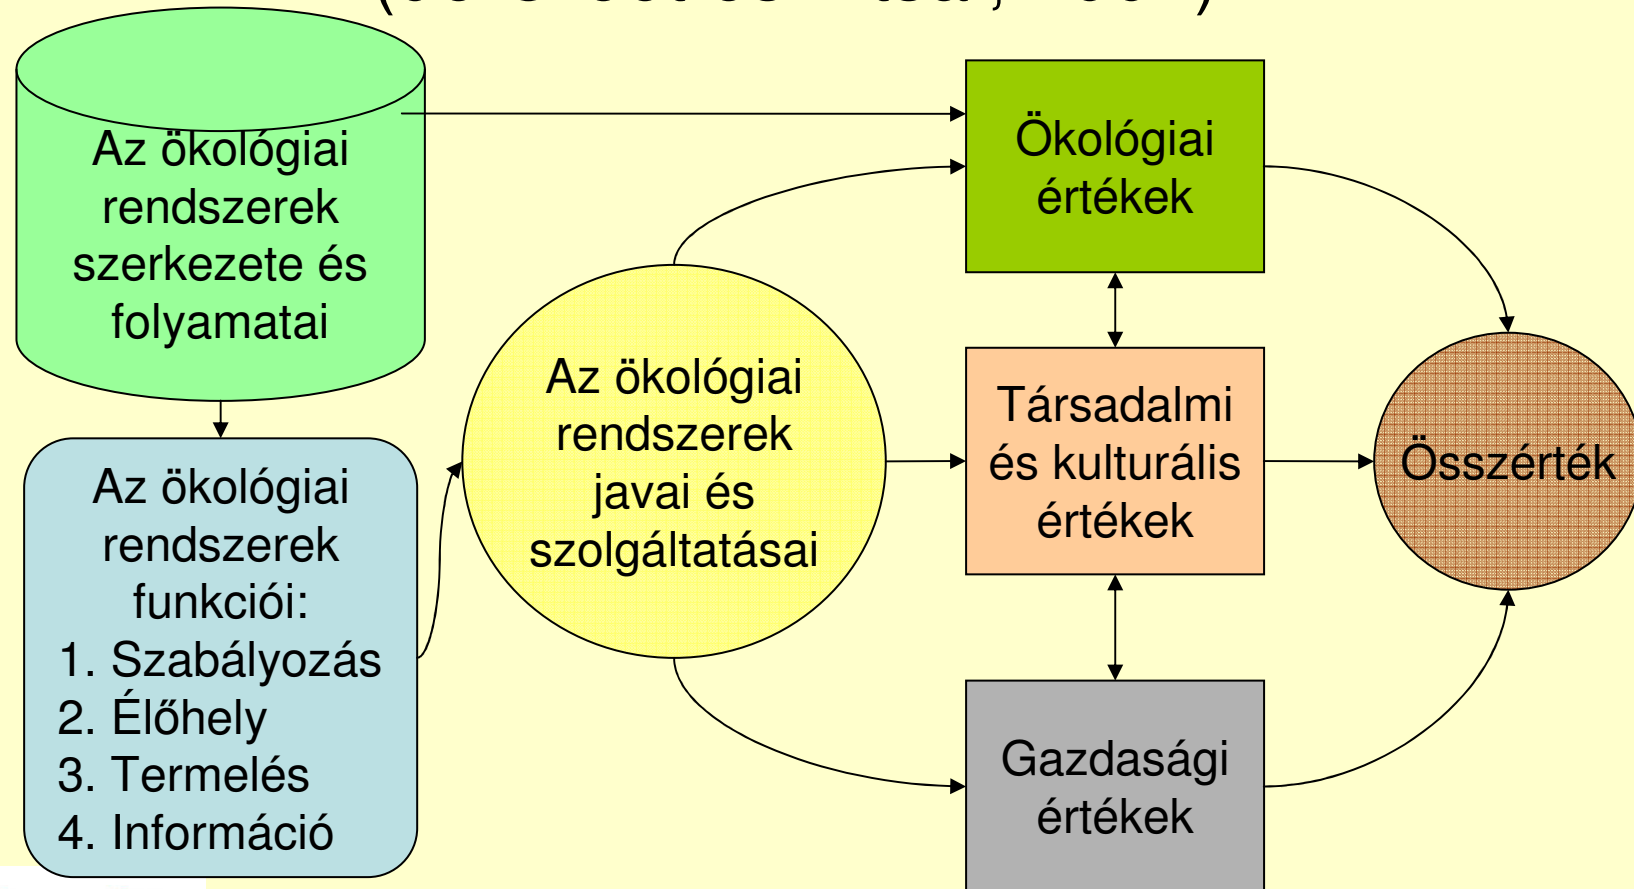 Az ökológiai
rendszerek
szerkezete és
folyamatai
Az ökológiai
rendszerek
funkciói:
1. Szabályozás
2. Élőhely
3. Termelés
4. Információ
Az ökológiai
rendszerek
javai és
szolgáltatásai
Ökológiai
értékek
Társadalmi
és kulturális
értékek
Gazdasági
értékek
Összérték